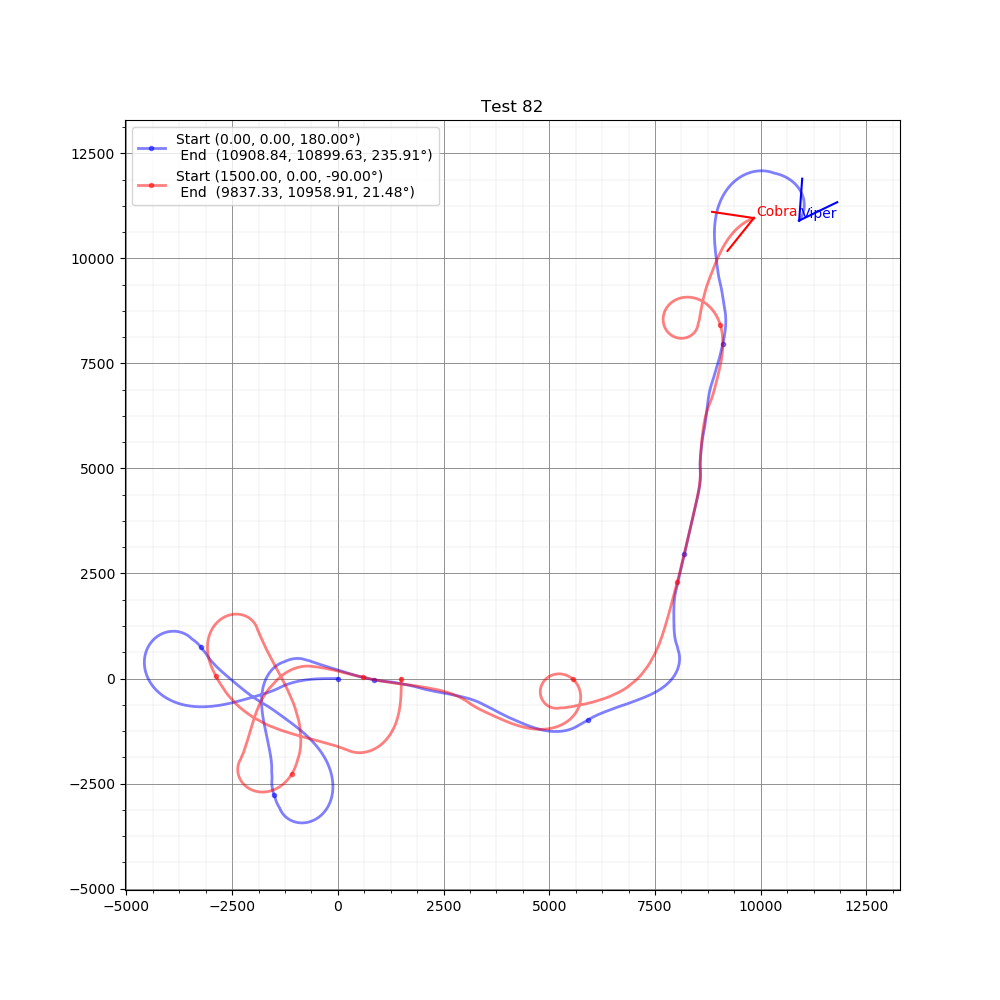 Test 82
Start (0.00, 0.00, 180.00°)
End (10908.84, 10899.63, 235.91°)
Start (1500.00, 0.00, -90.00°)
End (9837.33, 10958.91, 21.48°)
12500
10000
7500
5000
2500
0
−2500
−5000
Cobra
Viper
−5000 −2500 0 2500 5000 7500 10000 12500